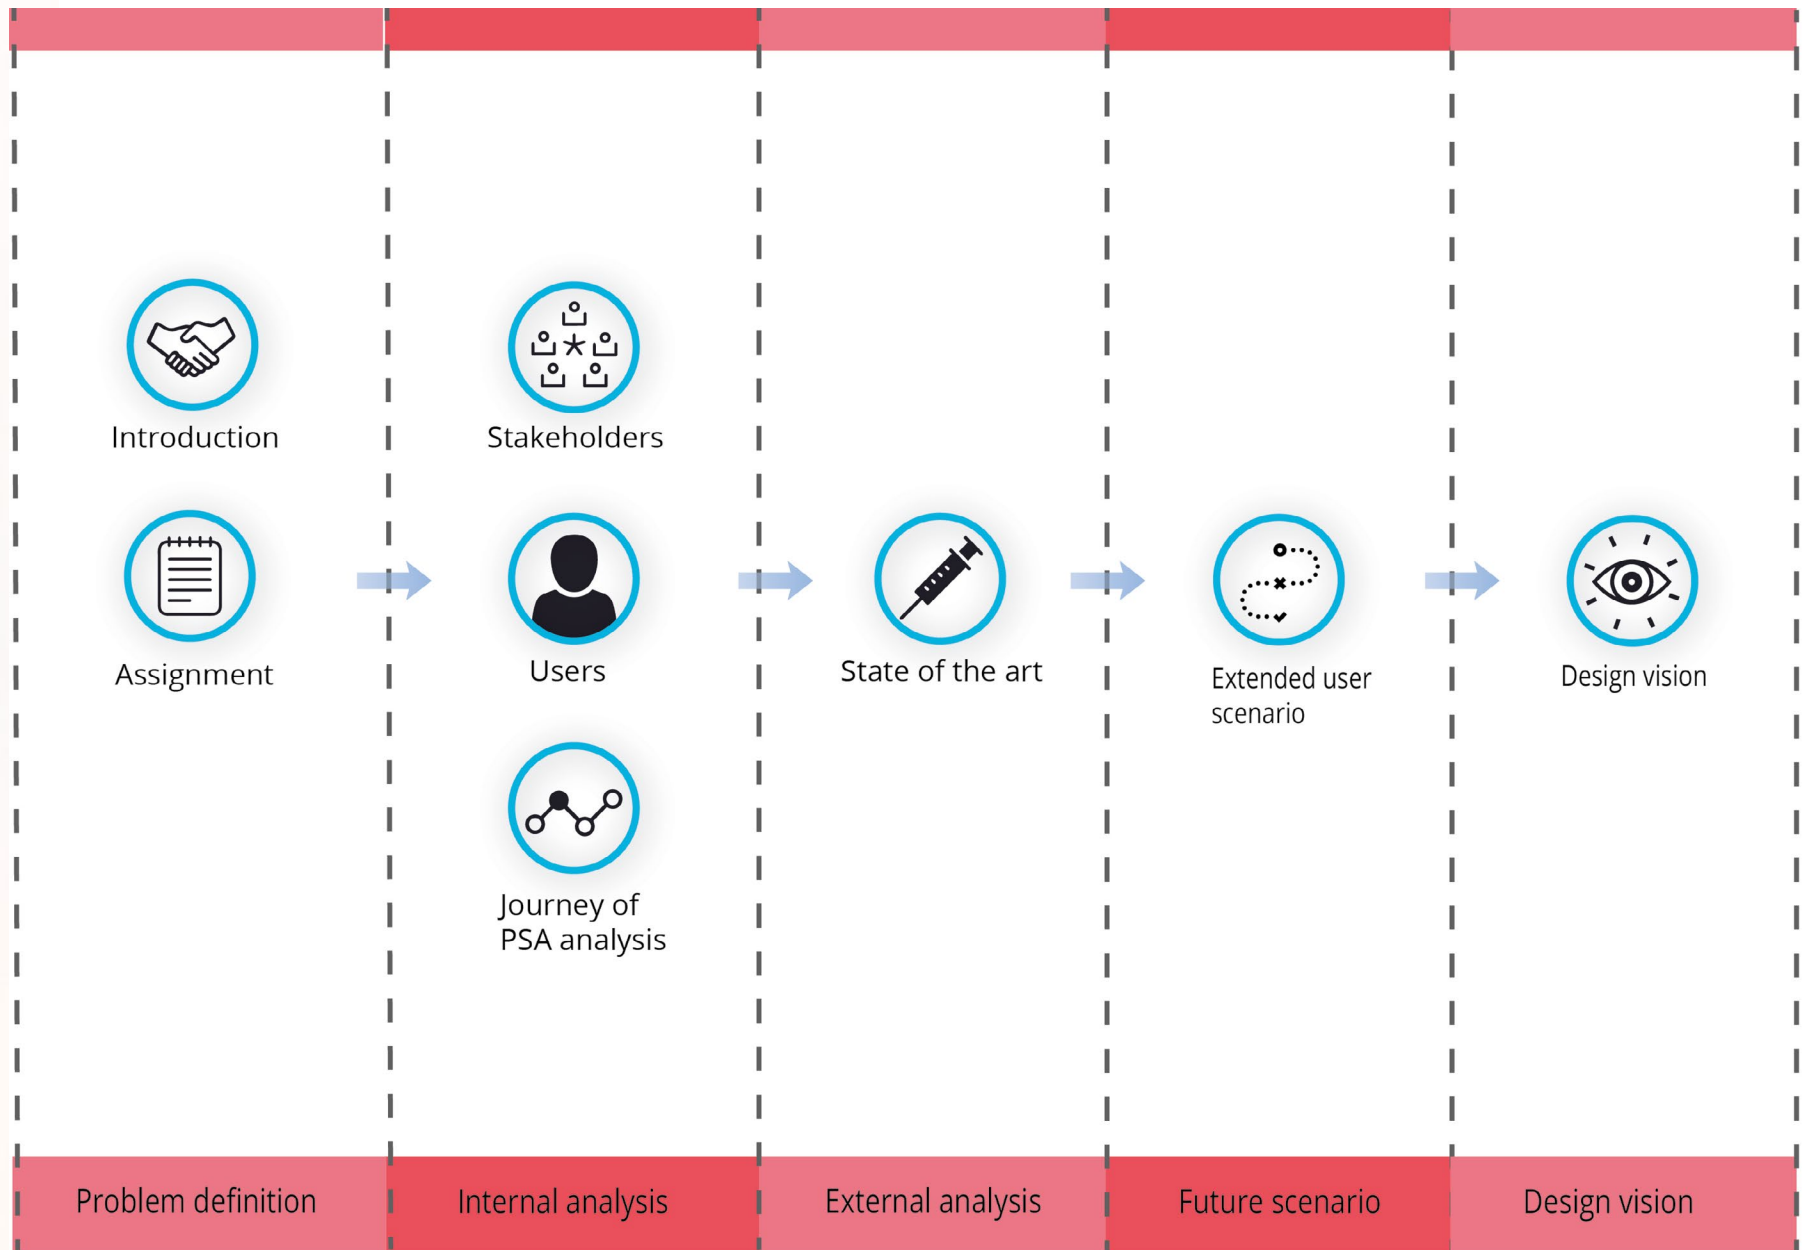 Introduction
Assignment
Stakeholders
Users
Journey of
PSA analysis
State of the art
Extended user
scenario
Design vision
Problem definition
Internal analysis
External analysis
Future scenario
Design vision